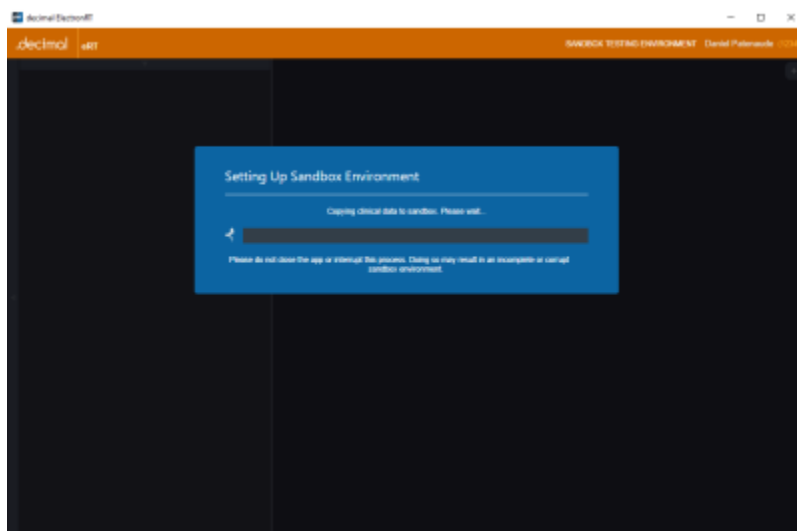 .decimal ElectronRT
.decimal eRT
SANDBOX TESTING ENVIRONMENT Daniel Patenaude (1234
Setting Up Sandbox Environment
Copying clinical data to sandbox. Please wait...
Please do not close the app or interrupt this process. Doing so may result in an incomplete or corrupt
sandbox environment.